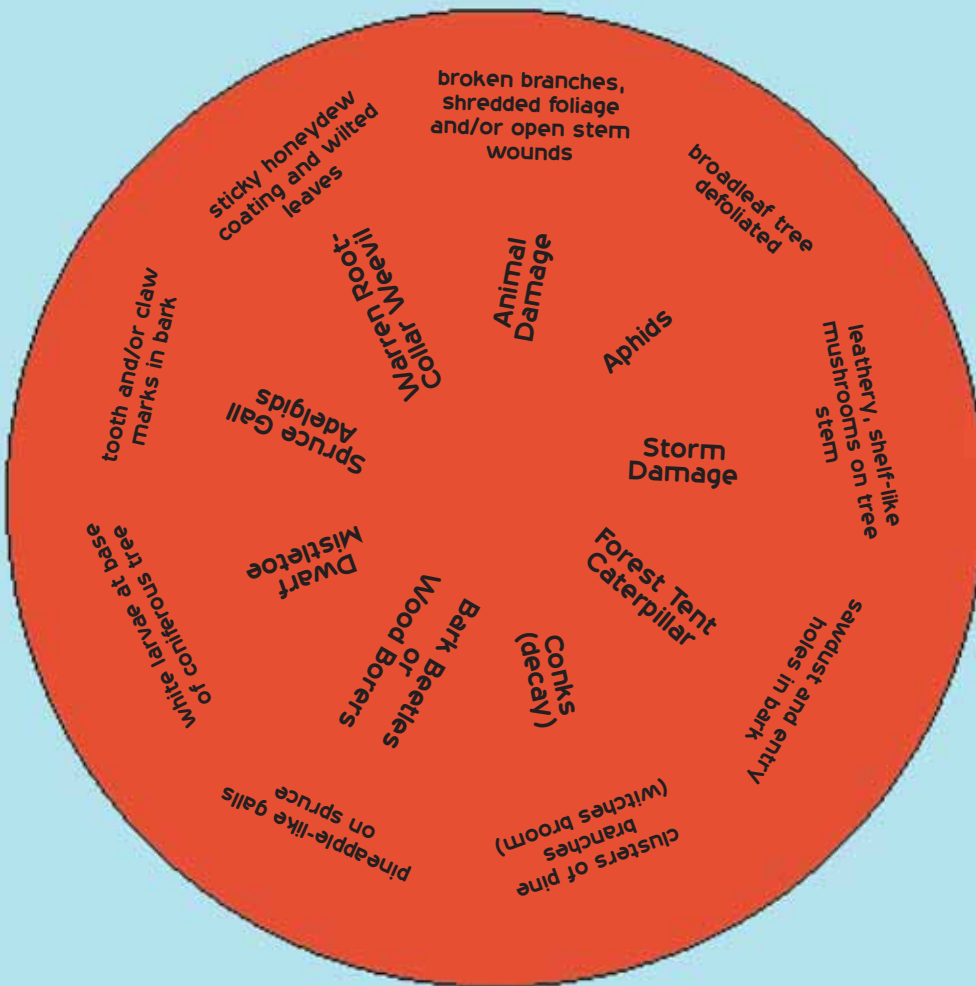 broken branches,
shredded foliage
and/or open stem
wounds
broadleaf tree
defoliated
leathery, shelf-like
mushrooms on tree
stem
sawdust and entry
holes in bark
clusters of pine
branches
(witches broom)
pineapple-like galls
on spruce
white larvae at base
of coniferous tree
tooth and/or claw
marks in bark
sticky honeydew
coating and wilted
leaves
Animal
Damage
Aphids
Storm
Damage
Forest Tent
Caterpillar
Conks
(decay)
Bark Beetles
or
Wood Borers
Dwarf
Mistletoe
Spruce Gall
Adelgids
Warren Root-
Collar Weevil